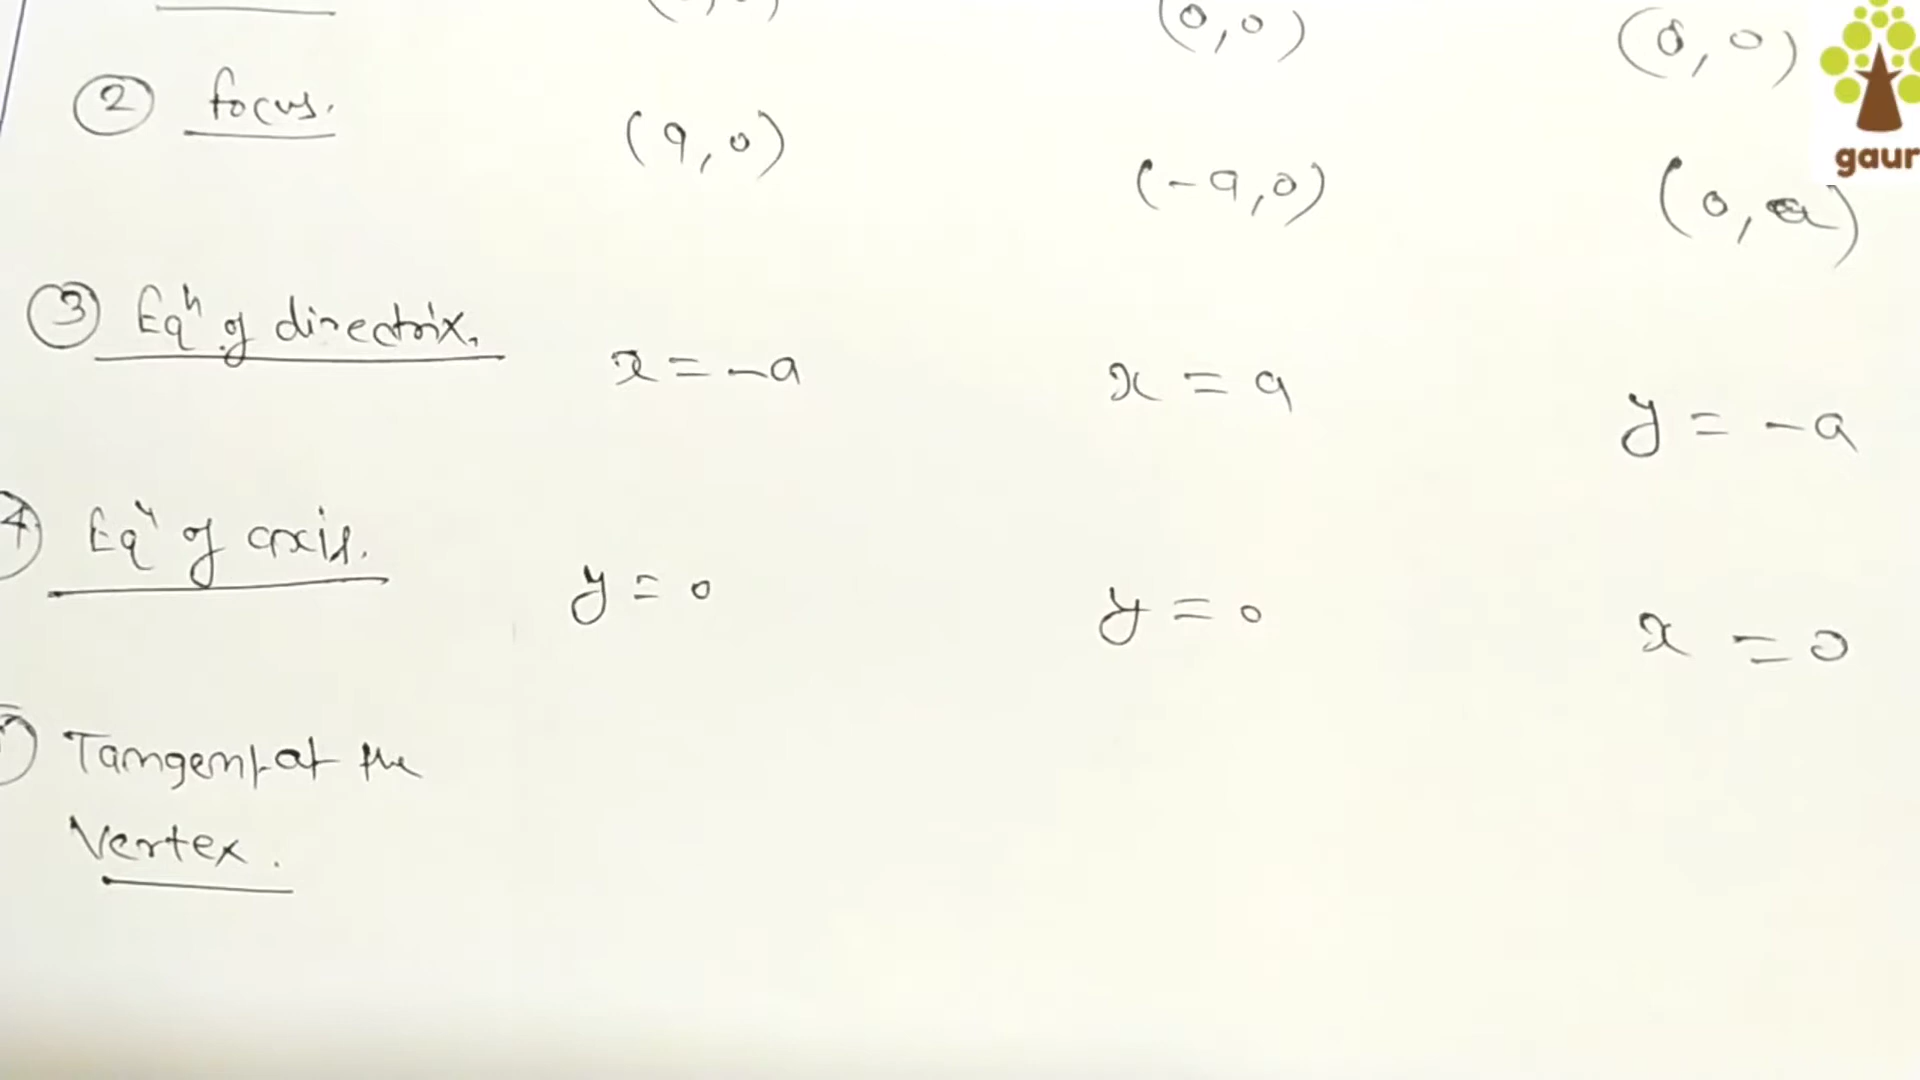 (0,0) (0,0)
② focus. (a,0) (-a,0) (0,a)
gaur
③ Eqⁿ of directrix. x = -a x = a y = -a
4 Eqⁿ of axis. y = 0 y = 0 x = 0
Tangent at the
Vertex.